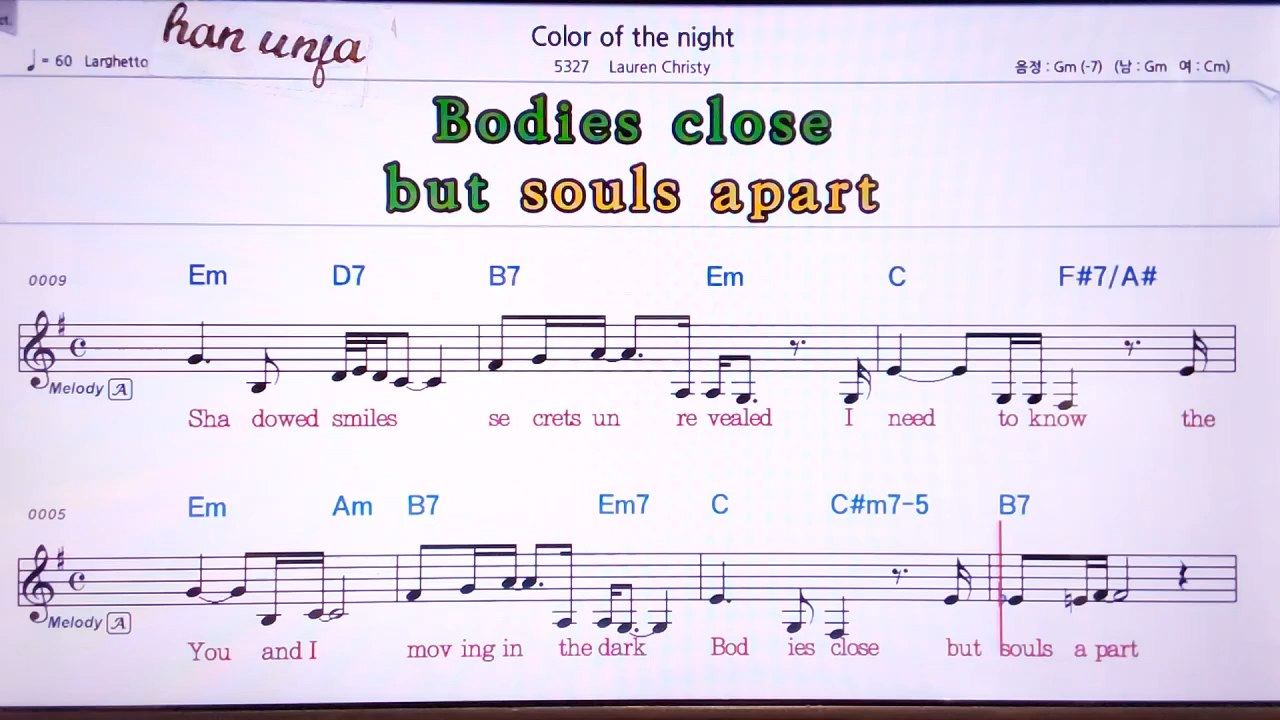 han unja
Color of the night
♩ = 60 Larghetto
5327 Lauren Christy
음정 : Gm (-7) (남 : Gm 여 : Cm)
Bodies close
but souls apart
0009
Em D7 B7 Em C F#7/A#
Melody A
Sha dowed smiles se crets un re vealed I need to know the
0005
Em Am B7 Em7 C C#m7-5 B7
Melody A
You and I mov ing in the dark Bod ies close but souls a part